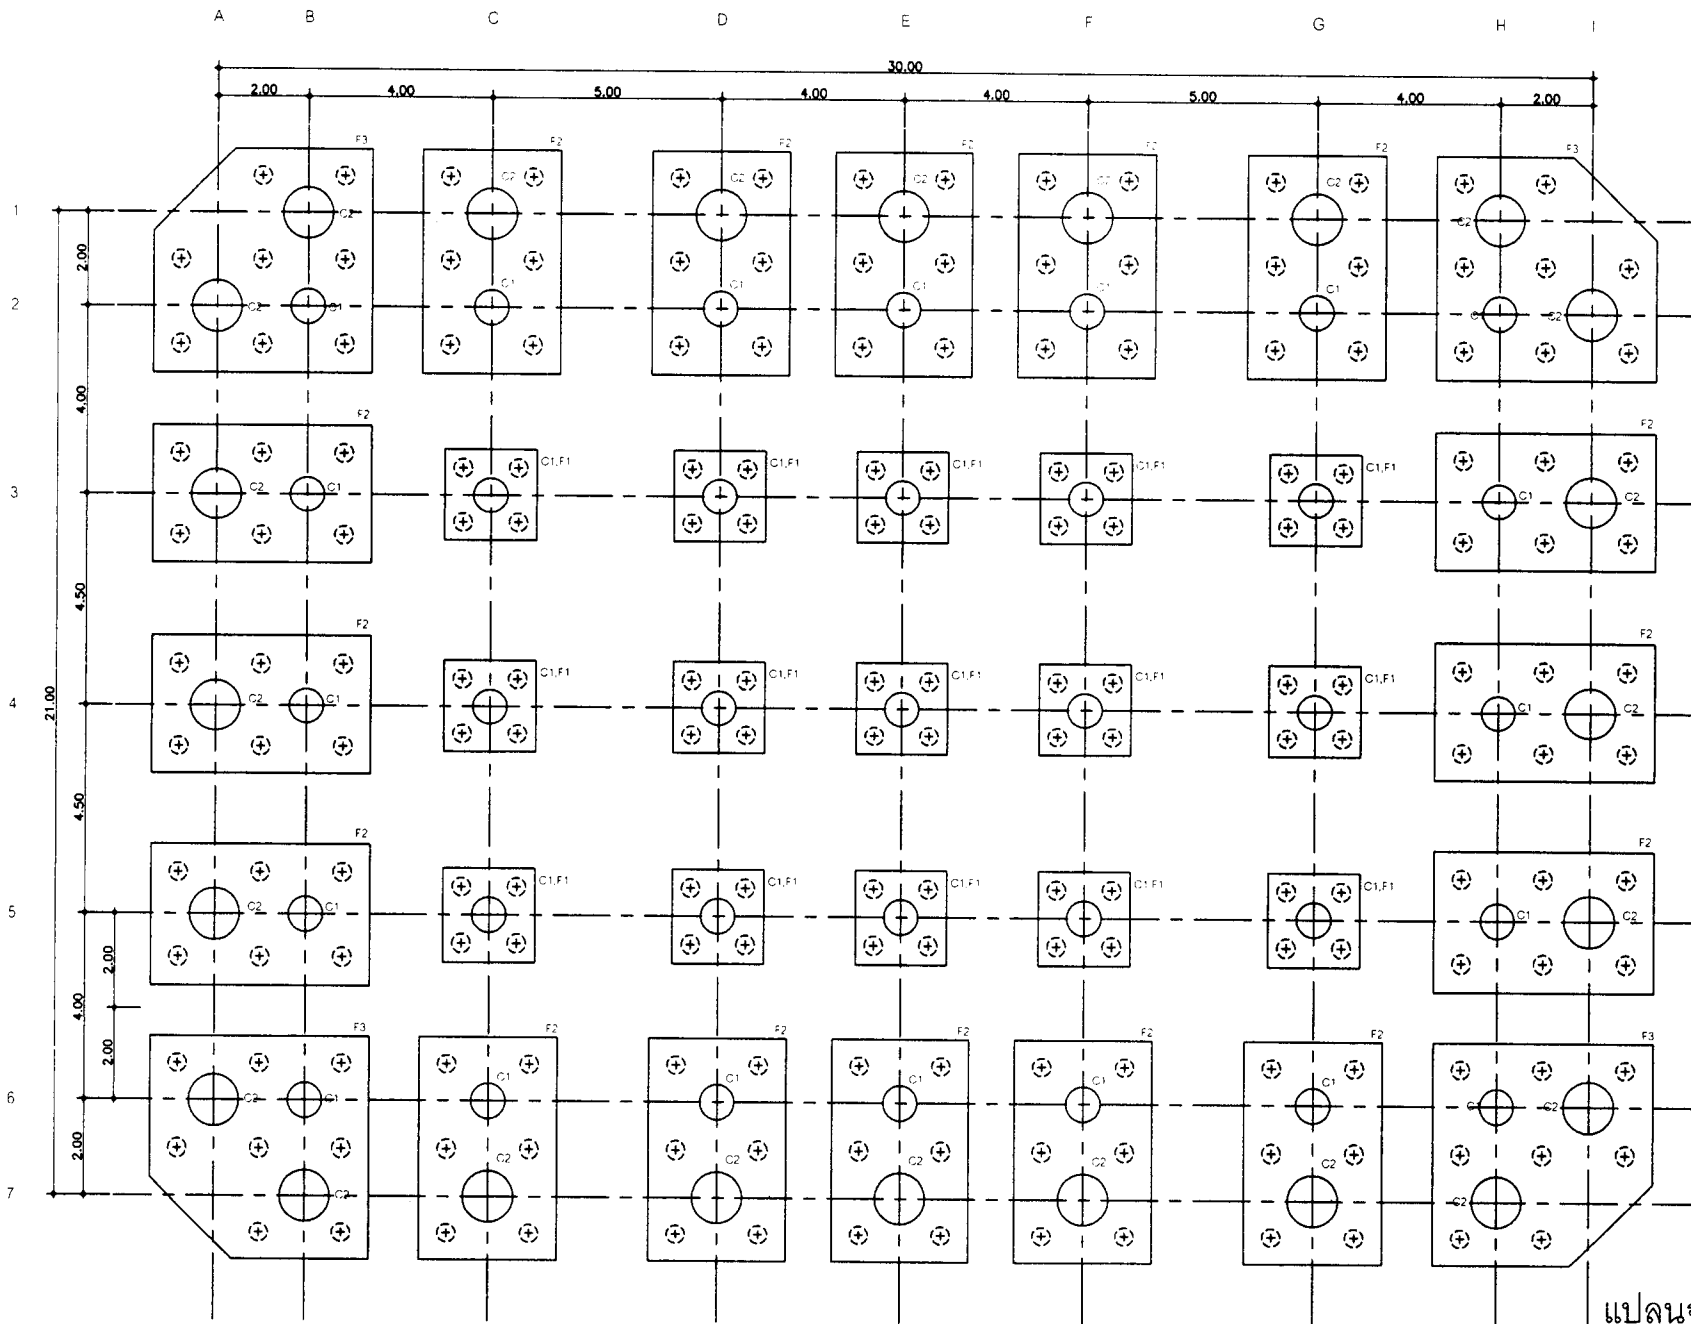 A B C D E F G H I
30.00
2.00 4.00 5.00 4.00 4.00 5.00 4.00 2.00
F3 F2 F2 F2 F2 F2 F3
C2 C2 C2 C2 C2 C2 C2
1
2.00
C2 C1 C1 C1 C1 C1 C1 C2
2
4.00
F2 F2
C1,F1 C1,F1 C1,F1 C1,F1 C1,F1
3 C2 C1 C1 C2
4.50
F2 F2
C1,F1 C1,F1 C1,F1 C1,F1 C1,F1
4 C2 C1 C1 C2
21.00
4.50
F2 F2
C1,F1 C1,F1 C1,F1 C1,F1 C1,F1
5 C2 C1 C1 C2
2.00
4.00
2.00
F3 F2 F2 F2 F2 F2 F3
C1 C1 C1 C1 C1
6 C2 C1 C1 C2
2.00
C2 C2 C2 C2 C2
7 C2 C2
แปลน